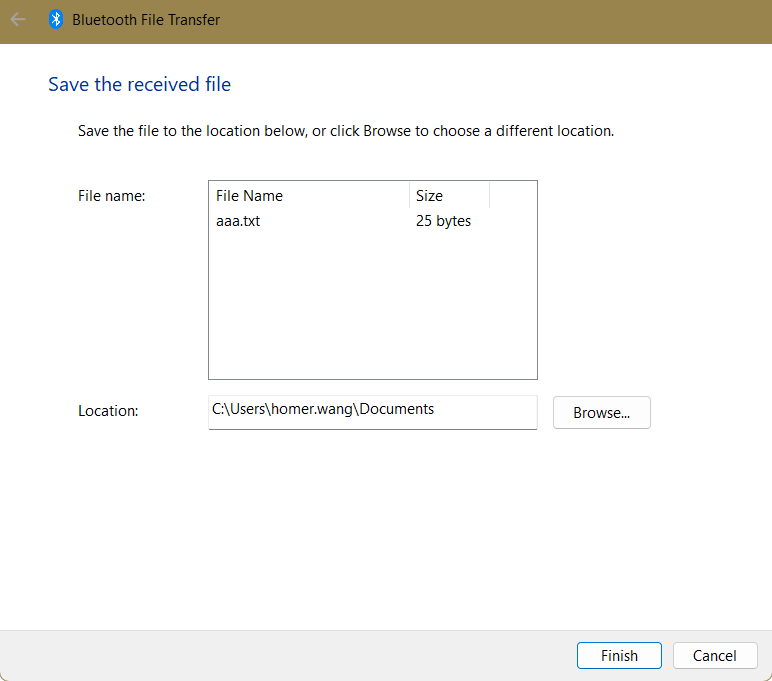 Bluetooth File Transfer
Save the received file
Save the file to the location below, or click Browse to choose a different location.
File name:
File Name Size
aaa.txt 25 bytes
Location: C:\Users\homer.wang\Documents Browse...
Finish Cancel